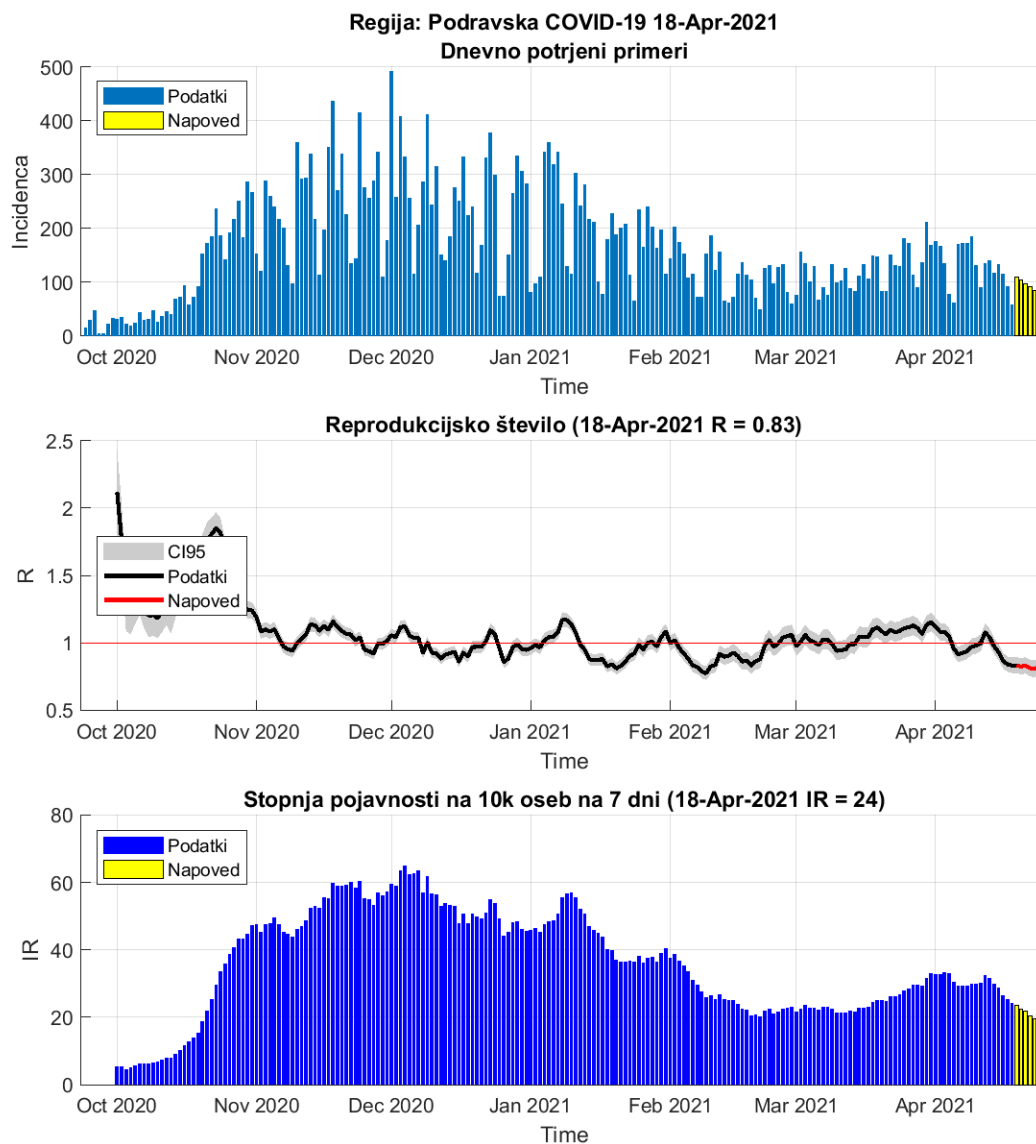 Regija: Podravska COVID-19 18-Apr-2021
Dnevno potrjeni primeri
500
400
300
200
100
0
Incidenca
Podatki
Napoved
Oct 2020 Nov 2020 Dec 2020 Jan 2021 Feb 2021 Mar 2021 Apr 2021
Time
Reprodukcijsko število (18-Apr-2021 R = 0.83)
2.5
2
1.5
1
0.5
R
CI95
Podatki
Napoved
Oct 2020 Nov 2020 Dec 2020 Jan 2021 Feb 2021 Mar 2021 Apr 2021
Time
Stopnja pojavnosti na 10k oseb na 7 dni (18-Apr-2021 IR = 24)
80
60
40
20
0
IR
Podatki
Napoved
Oct 2020 Nov 2020 Dec 2020 Jan 2021 Feb 2021 Mar 2021 Apr 2021
Time